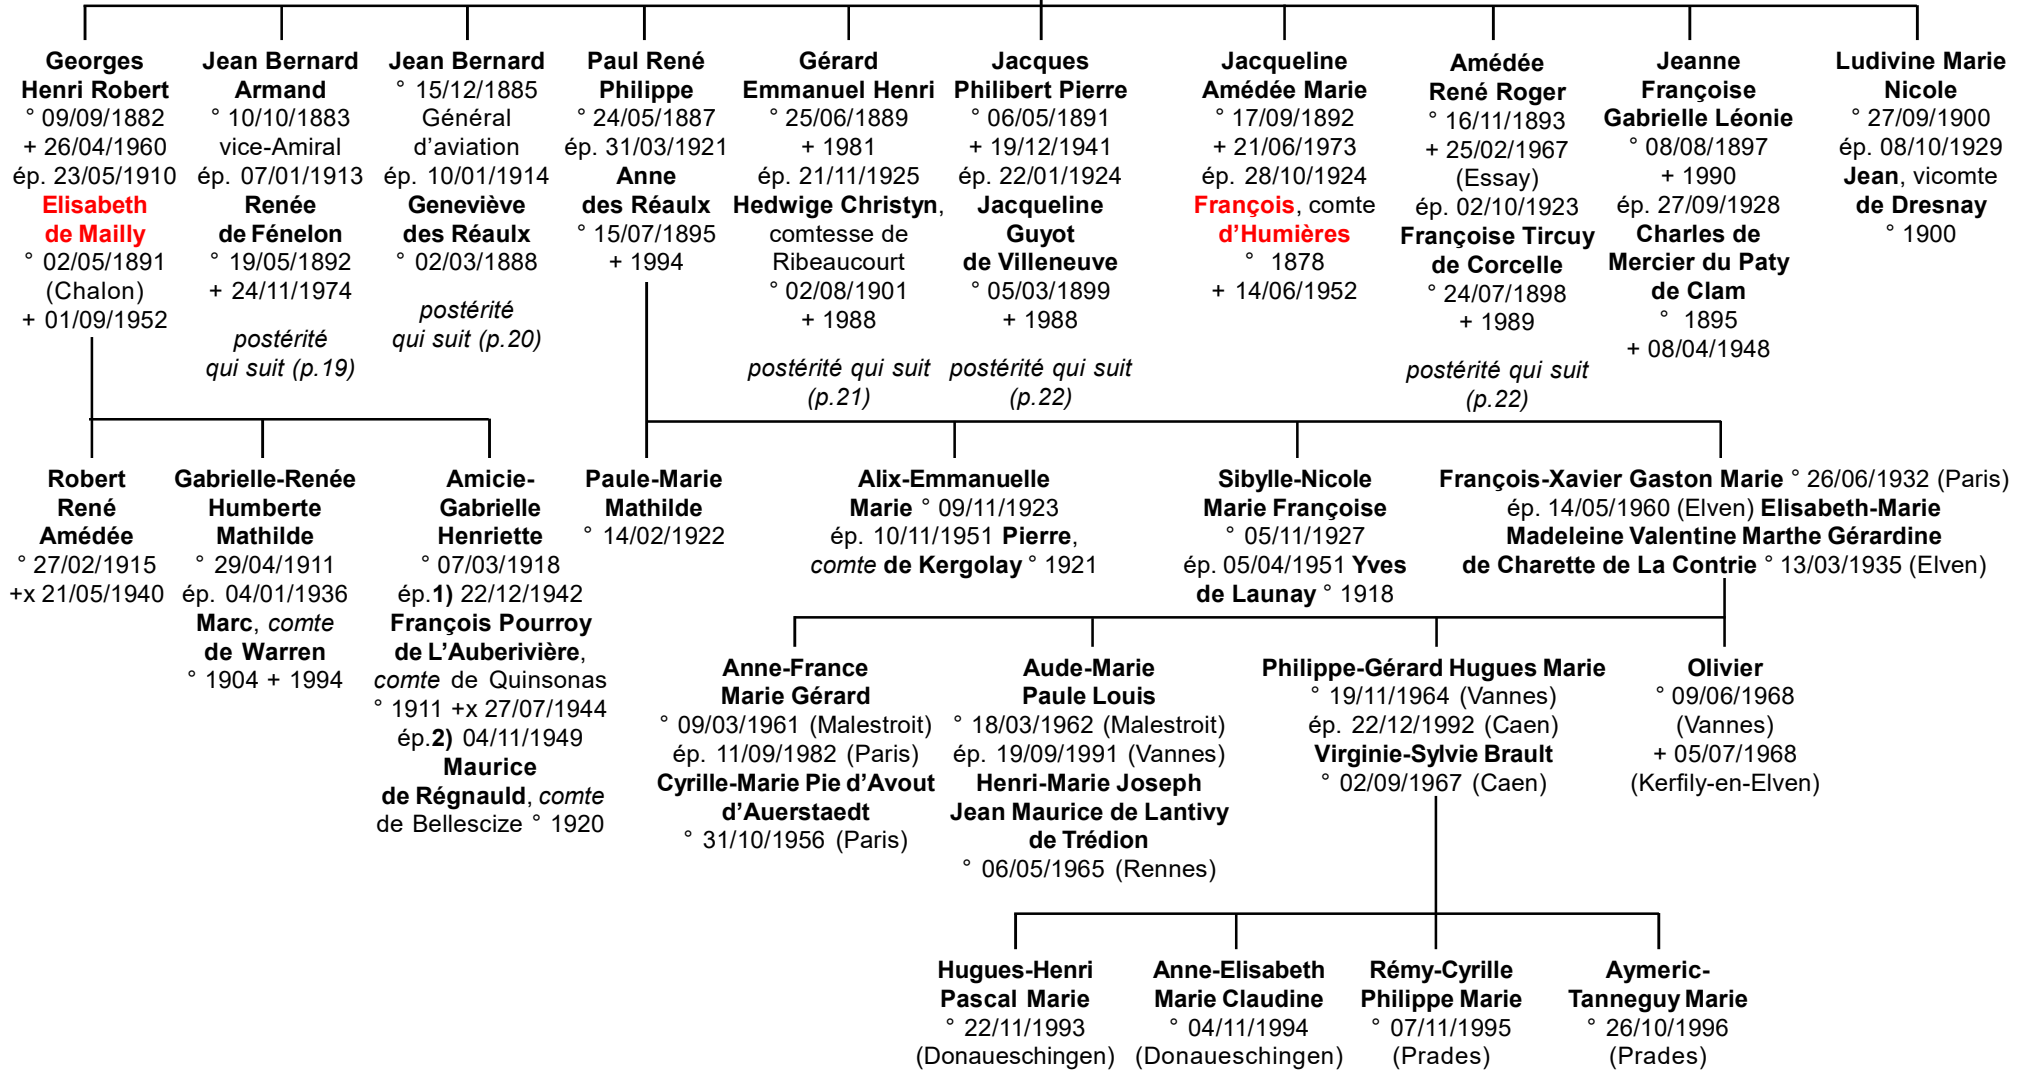 Georges
Henri Robert
° 09/09/1882
+ 26/04/1960
ép. 23/05/1910
Elisabeth
de Mailly
° 02/05/1891
(Chalon)
+ 01/09/1952
Jean Bernard
Armand
° 10/10/1883
vice-Amiral
ép. 07/01/1913
Renée
de Fénelon
° 19/05/1892
+ 24/11/1974
postérité
qui suit (p.19)
Jean Bernard
° 15/12/1885
Général
d’aviation
ép. 10/01/1914
Geneviève
des Réaulx
° 02/03/1888
postérité
qui suit (p.20)
Paul René
Philippe
° 24/05/1887
ép. 31/03/1921
Anne
des Réaulx
° 15/07/1895
+ 1994
Gérard
Emmanuel Henri
° 25/06/1889
+ 1981
ép. 21/11/1925
Hedwige Christyn,
comtesse de
Ribeaucourt
° 02/08/1901
+ 1988
postérité qui suit
(p.21)
Jacques
Philibert Pierre
° 06/05/1891
+ 19/12/1941
ép. 22/01/1924
Jacqueline
Guyot
de Villeneuve
° 05/03/1899
+ 1988
postérité qui suit
(p.22)
Jacqueline
Amédée Marie
° 17/09/1892
+ 21/06/1973
ép. 28/10/1924
François, comte
d’Humières
° 1878
+ 14/06/1952
Amédée
René Roger
° 16/11/1893
+ 25/02/1967
(Essay)
ép. 02/10/1923
Françoise Tircuy
de Corcelle
° 24/07/1898
+ 1989
postérité qui suit
(p.22)
Jeanne
Françoise
Gabrielle Léonie
° 08/08/1897
+ 1990
ép. 27/09/1928
Charles de
Mercier du Paty
de Clam
° 1895
+ 08/04/1948
Ludivine Marie
Nicole
° 27/09/1900
ép. 08/10/1929
Jean, vicomte
de Dresnay
° 1900
Robert
René
Amédée
° 27/02/1915
+x 21/05/1940
Gabrielle-Renée
Humberte
Mathilde
° 29/04/1911
ép. 04/01/1936
Marc, comte
de Warren
° 1904 + 1994
Amicie-
Gabrielle
Henriette
° 07/03/1918
ép.1) 22/12/1942
François Pourroy
de L’Auberivière,
comte de Quinsonas
° 1911 +x 27/07/1944
ép.2) 04/11/1949
Maurice
de Régnauld, comte
de Bellescize ° 1920
Paule-Marie
Mathilde
° 14/02/1922
Alix-Emmanuelle
Marie ° 09/11/1923
ép. 10/11/1951 Pierre,
comte de Kergolay ° 1921
Sibylle-Nicole
Marie Françoise
° 05/11/1927
ép. 05/04/1951 Yves
de Launay ° 1918
François-Xavier Gaston Marie ° 26/06/1932 (Paris)
ép. 14/05/1960 (Elven) Elisabeth-Marie
Madeleine Valentine Marthe Gérardine
de Charette de La Contrie ° 13/03/1935 (Elven)
Anne-France
Marie Gérard
° 09/03/1961 (Malestroit)
ép. 11/09/1982 (Paris)
Cyrille-Marie Pie d’Avout
d’Auerstaedt
° 31/10/1956 (Paris)
Aude-Marie
Paule Louis
° 18/03/1962 (Malestroit)
ép. 19/09/1991 (Vannes)
Henri-Marie Joseph
Jean Maurice de Lantivy
de Trédion
° 06/05/1965 (Rennes)
Philippe-Gérard Hugues Marie
° 19/11/1964 (Vannes)
ép. 22/12/1992 (Caen)
Virginie-Sylvie Brault
° 02/09/1967 (Caen)
Olivier
° 09/06/1968
(Vannes)
+ 05/07/1968
(Kerfily-en-Elven)
Hugues-Henri
Pascal Marie
° 22/11/1993
(Donaueschingen)
Anne-Elisabeth
Marie Claudine
° 04/11/1994
(Donaueschingen)
Rémy-Cyrille
Philippe Marie
° 07/11/1995
(Prades)
Aymeric-
Tanneguy Marie
° 26/10/1996
(Prades)